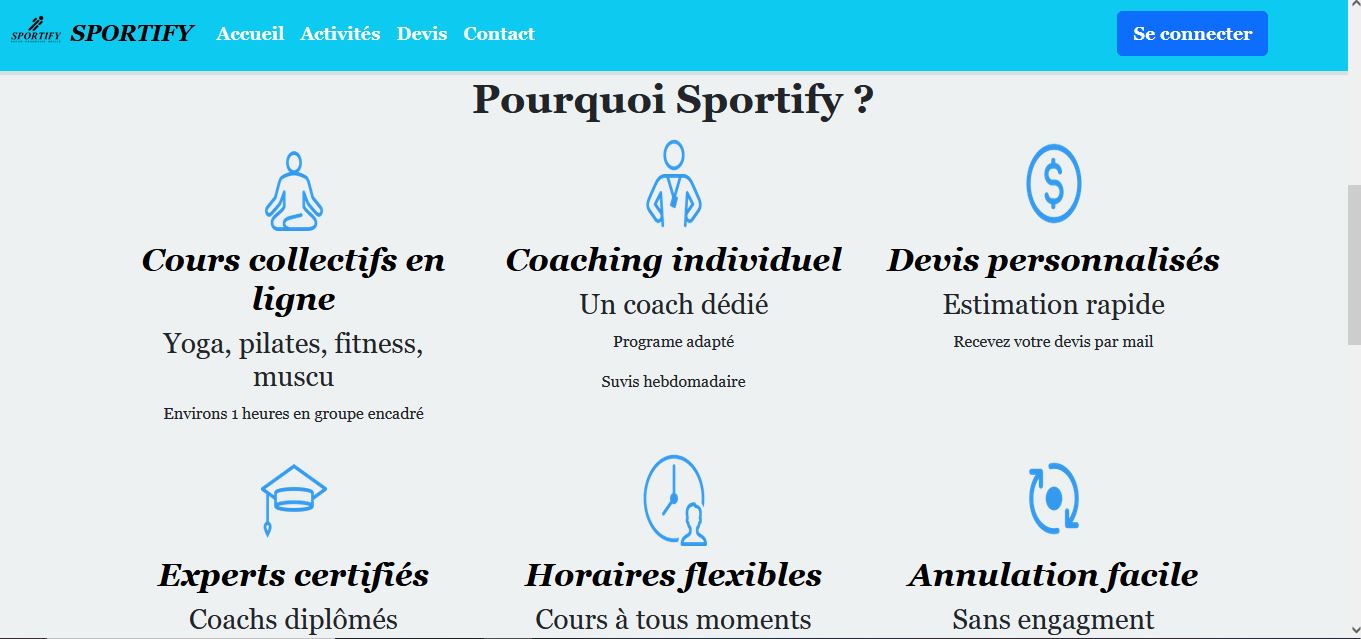 SPORTIFY SPORTIFY Accueil Activités Devis Contact Se connecter
Pourquoi Sportify ?
Cours collectifs en
ligne
Yoga, pilates, fitness,
muscu
Environs 1 heures en groupe encadré
Coaching individuel
Un coach dédié
Programe adapté
Suvis hebdomadaire
Devis personnalisés
Estimation rapide
Recevez votre devis par mail
Experts certifiés
Coachs diplômés
Horaires flexibles
Cours à tous moments
Annulation facile
Sans engagment